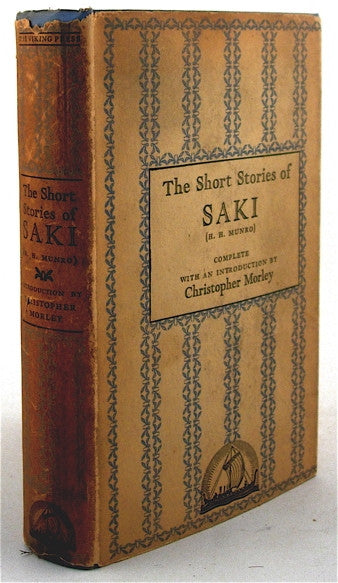 THE VIKING PRESS
The Short
Stories of
SAKI
(H. H. MUNRO)
INTRODUCTION BY
CHRISTOPHER
MORLEY
The Short Stories of
SAKI
(H. H. MUNRO)
COMPLETE
WITH AN INTRODUCTION BY
Christopher Morley